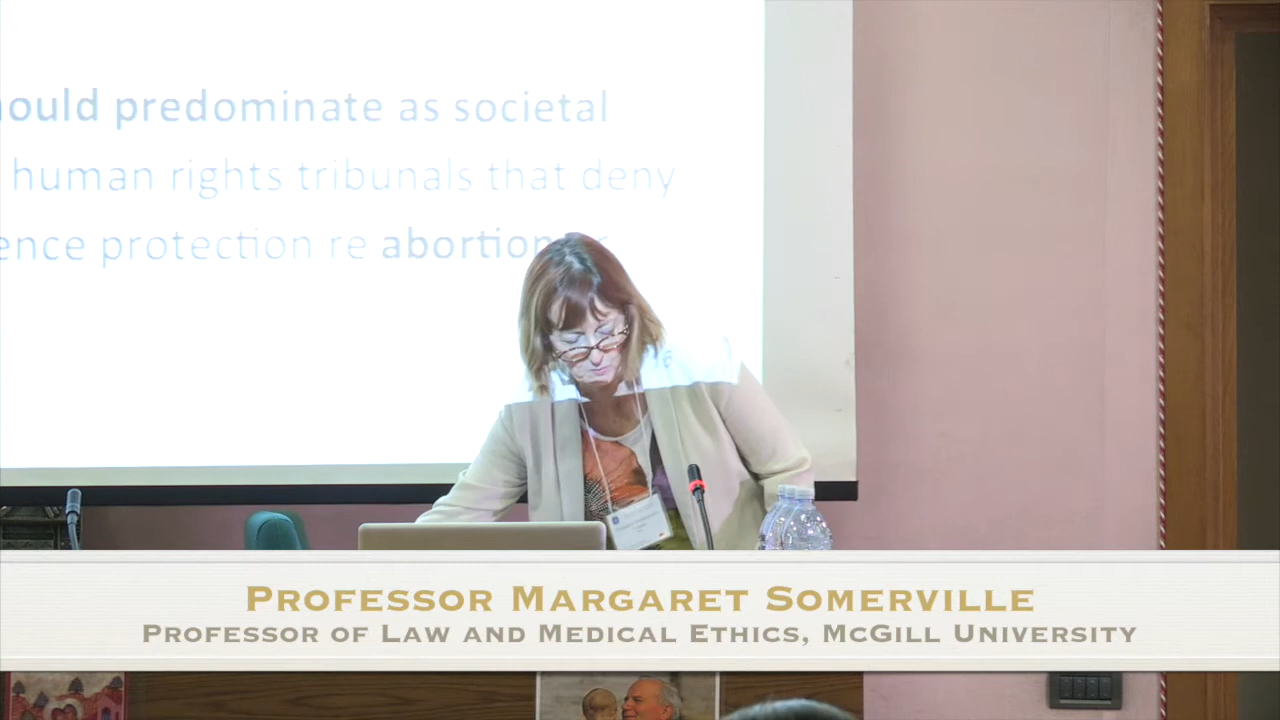 ould predominate as societal
human rights tribunals that deny
ence protection re abortion
Professor Margaret Somerville
Professor of Law and Medical Ethics, McGill University